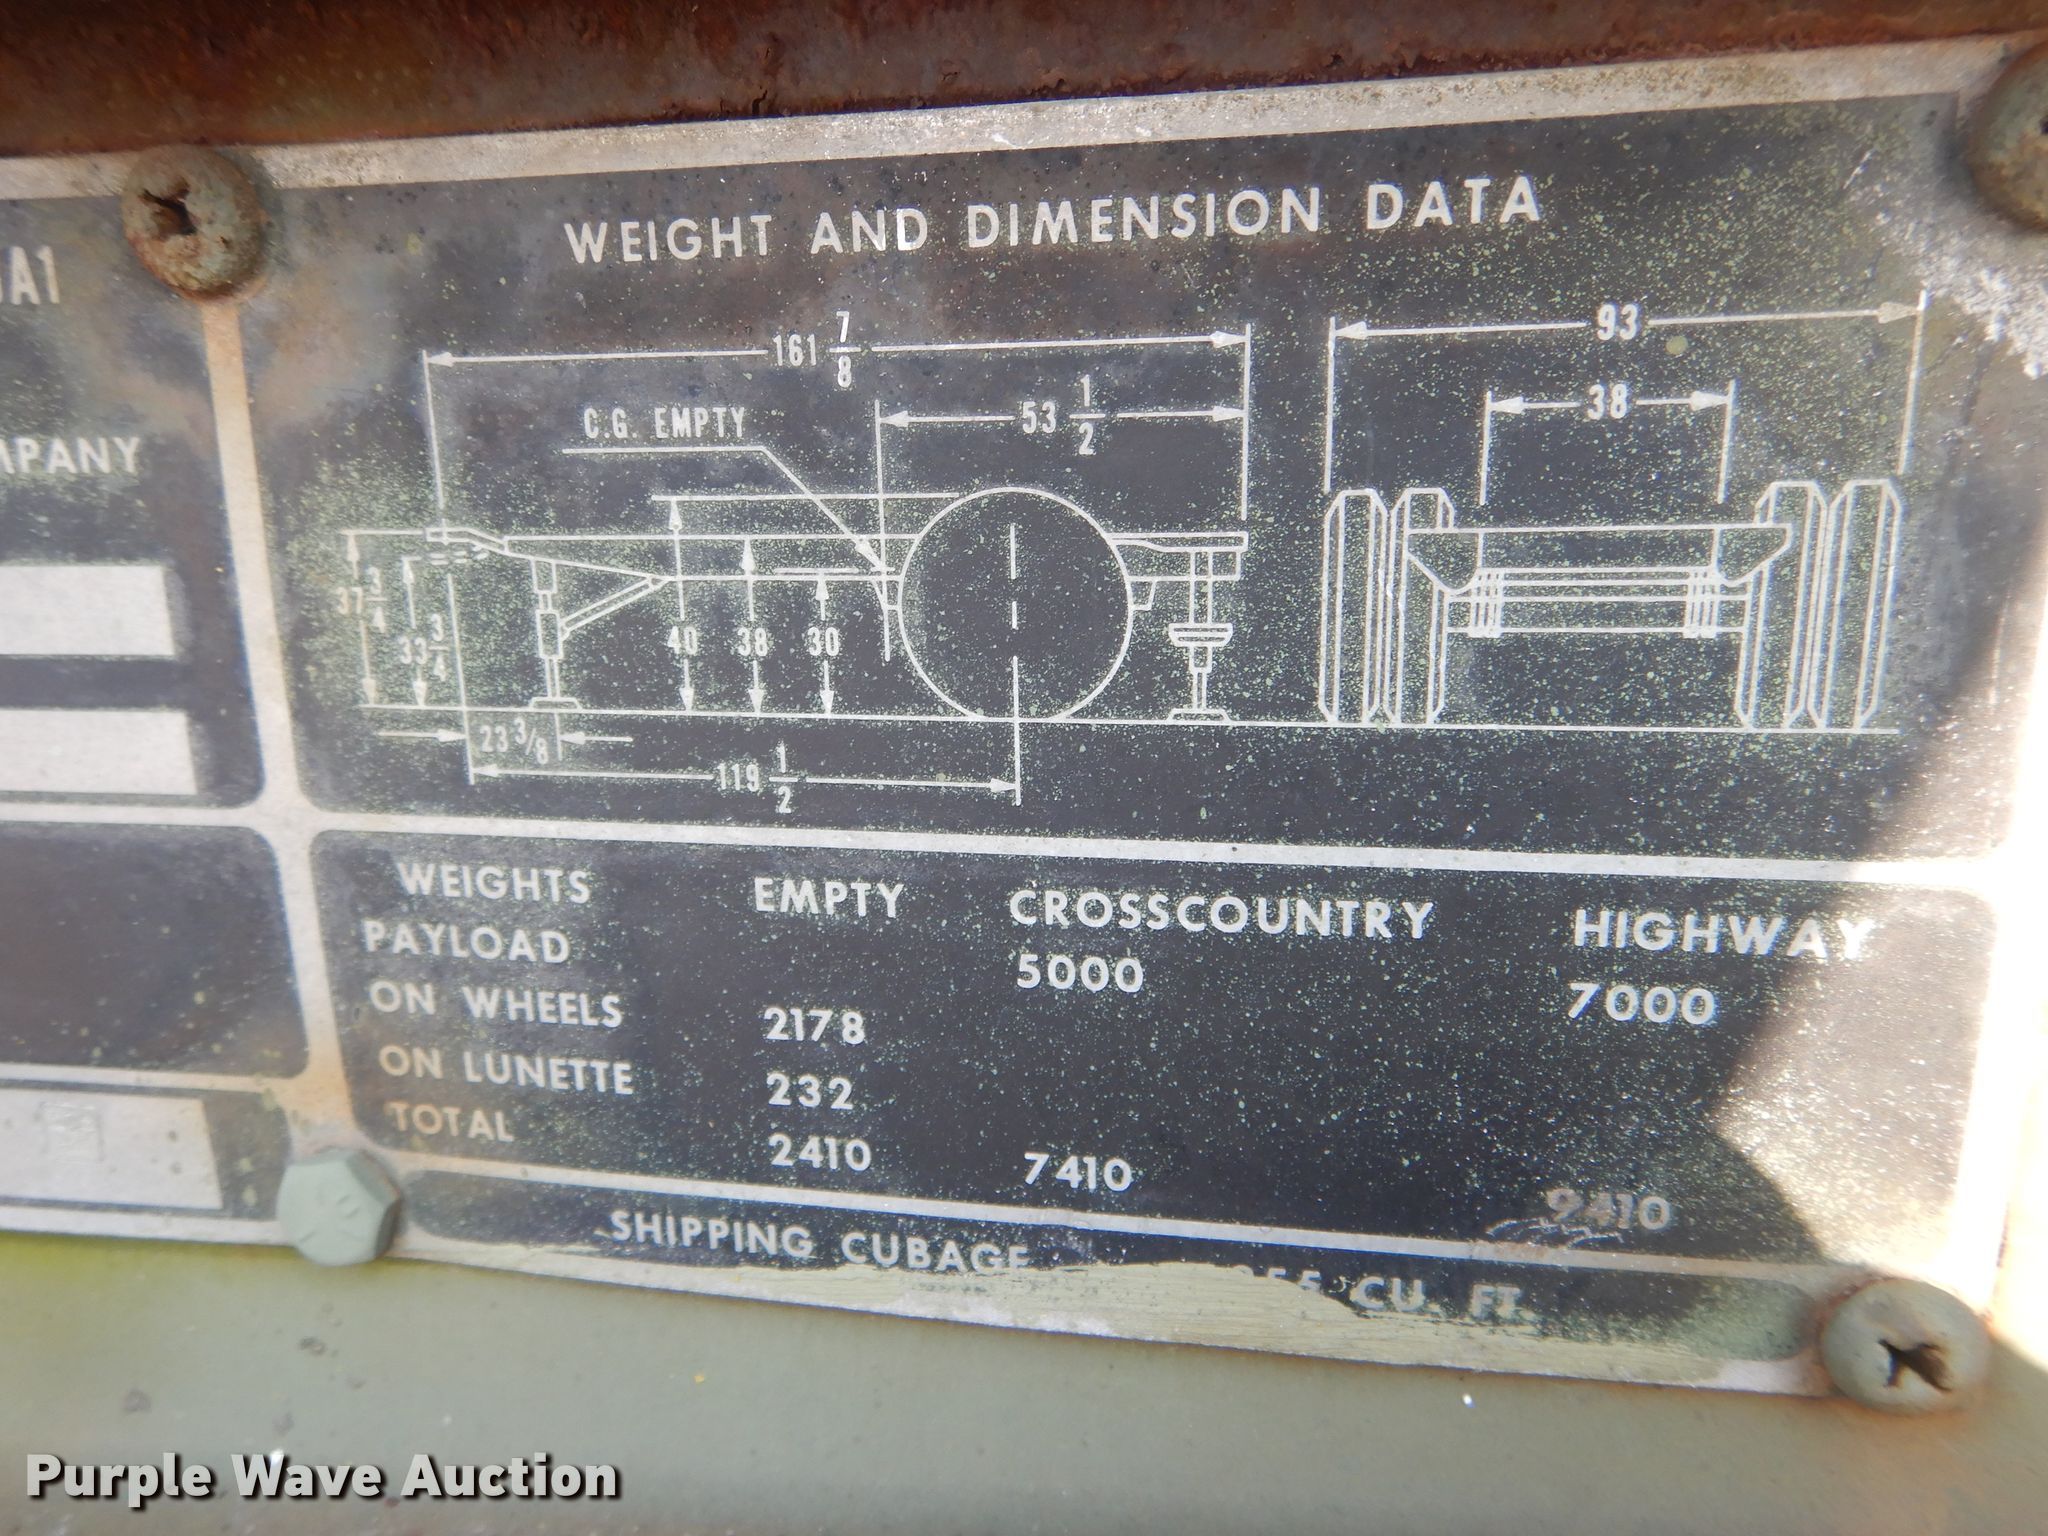 A1
WEIGHT AND DIMENSION DATA
161 7/8
93
53 1/2
38
C.G. EMPTY
37 3/4
33 3/4
40
38
30
23 3/8
119 1/2
WEIGHTS EMPTY CROSSCOUNTRY HIGHWAY
PAYLOAD 5000 7000
ON WHEELS 2178
ON LUNETTE 232
TOTAL 2410 7410 9410
SHIPPING CUBAGE CU. FT.
Purple Wave Auction